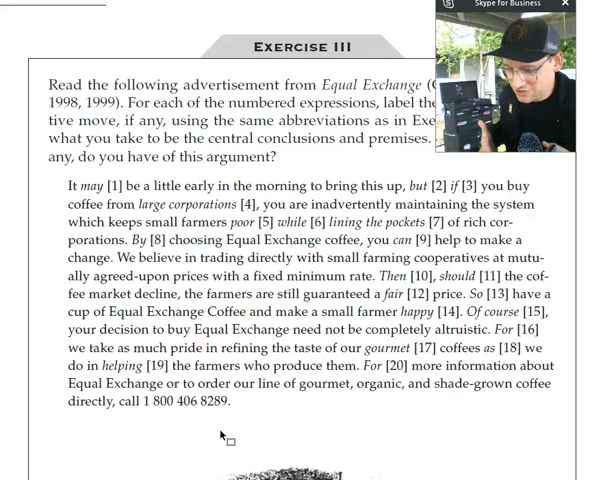 Skype for Business
EXERCISE III
Read the following advertisement from Equal Exchange (
1998, 1999). For each of the numbered expressions, label the
tive move, if any, using the same abbreviations as in Exe
what you take to be the central conclusions and premises.
any, do you have of this argument?
It may [1] be a little early in the morning to bring this up, but [2] if [3] you buy
coffee from large corporations [4], you are inadvertently maintaining the system
which keeps small farmers poor [5] while [6] lining the pockets [7] of rich cor-
porations. By [8] choosing Equal Exchange coffee, you can [9] help to make a
change. We believe in trading directly with small farming cooperatives at mutu-
ally agreed-upon prices with a fixed minimum rate. Then [10], should [11] the cof-
fee market decline, the farmers are still guaranteed a fair [12] price. So [13] have a
cup of Equal Exchange Coffee and make a small farmer happy [14]. Of course [15],
your decision to buy Equal Exchange need not be completely altruistic. For [16]
we take as much pride in refining the taste of our gourmet [17] coffees as [18] we
do in helping [19] the farmers who produce them. For [20] more information about
Equal Exchange or to order our line of gourmet, organic, and shade-grown coffee
directly, call 1 800 406 8289.